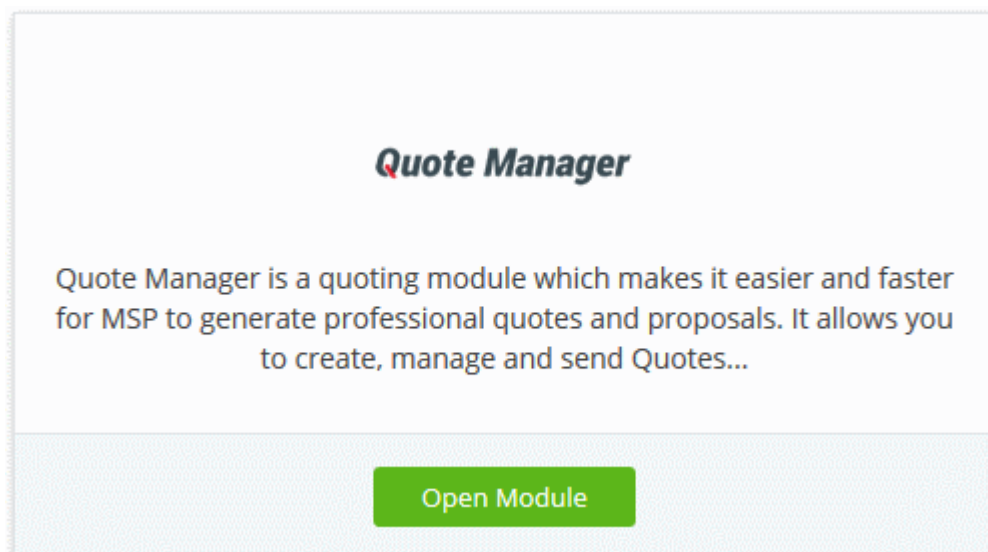 Quote Manager
Quote Manager is a quoting module which makes it easier and faster
for MSP to generate professional quotes and proposals. It allows you
to create, manage and send Quotes...
Open Module